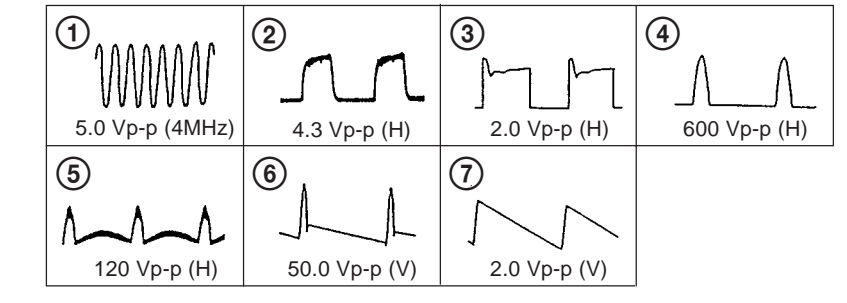 ① ② ③ ④
5.0 Vp-p (4MHz) 4.3 Vp-p (H) 2.0 Vp-p (H) 600 Vp-p (H)
⑤ ⑥ ⑦
120 Vp-p (H) 50.0 Vp-p (V) 2.0 Vp-p (V)